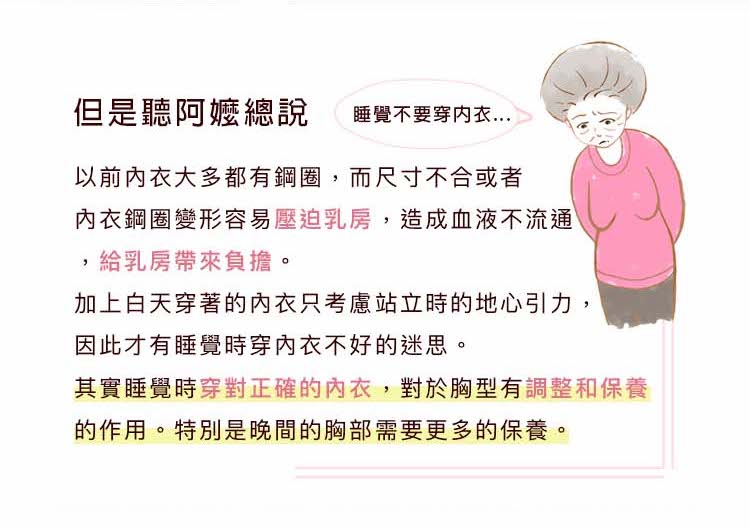 但是聽阿嬤總說
睡覺不要穿內衣...
以前內衣大多都有鋼圈，而尺寸不合或者
內衣鋼圈變形容易壓迫乳房，造成血液不流通
，給乳房帶來負擔。
加上白天穿著的內衣只考慮站立時的地心引力，
因此才有睡覺時穿內衣不好的迷思。
其實睡覺時穿對正確的內衣，對於胸型有調整和保養
的作用。特別是晚間的胸部需要更多的保養。